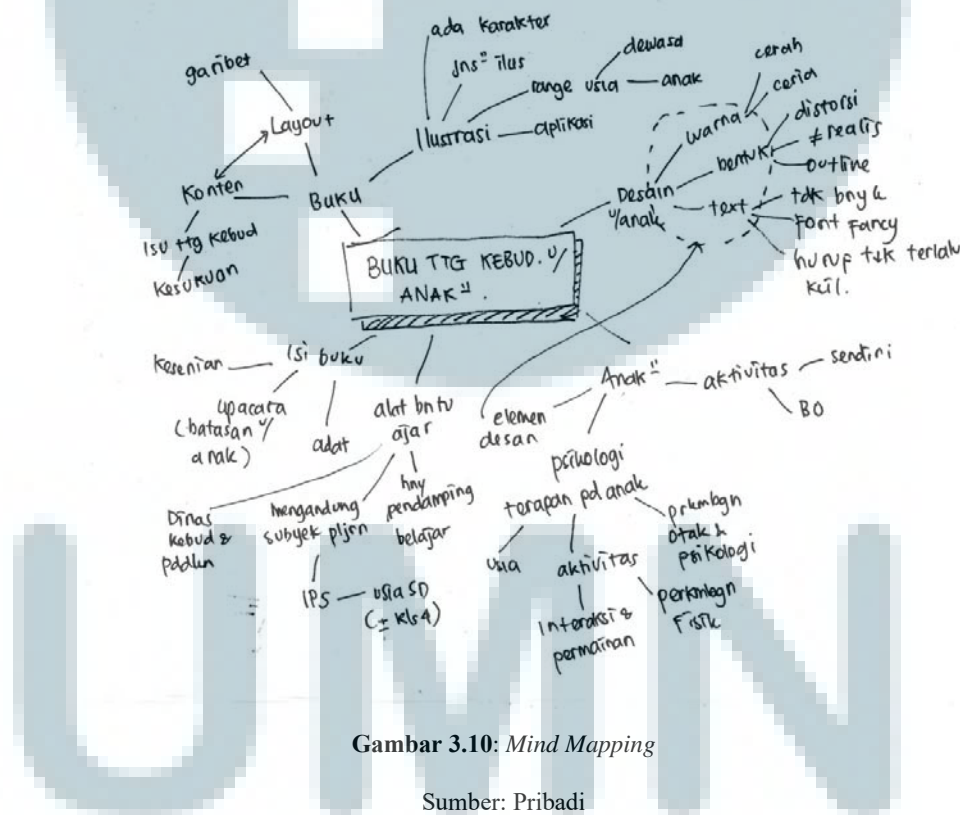 ada karakter
jns" ilus
range usia
dewasa
anak
aplikasi
Ilustrasi
garibet
Layout
Konten
Buku
Isu ttg kebud
kesukuan
cerah
ceria
warna
distorsi
≠ realis
outline
bentuk
Desain
u/anak
text
tdk bnyk
Font Fancy
huruf tdk terlalu
kcil.
BUKU TTG KEBUD. U/
ANAK".
Isi buku
Kesenian
upacara
(batasan u/
anak)
adat
alat bntu
ajar
Dinas
kebud &
mengandung
subyek pljrn
IPS
usia SD
(± kls 4)
hny
pendamping
belajar
Anak"
aktivitas
sendiri
BO
elemen
desan
psikologi
terapan pd anak
usia
aktivitas
Interaksi &
permainan
prkmbgn
otak &
psikologi
Fisik
Gambar 3.10: Mind Mapping
Sumber: Pribadi
UMN